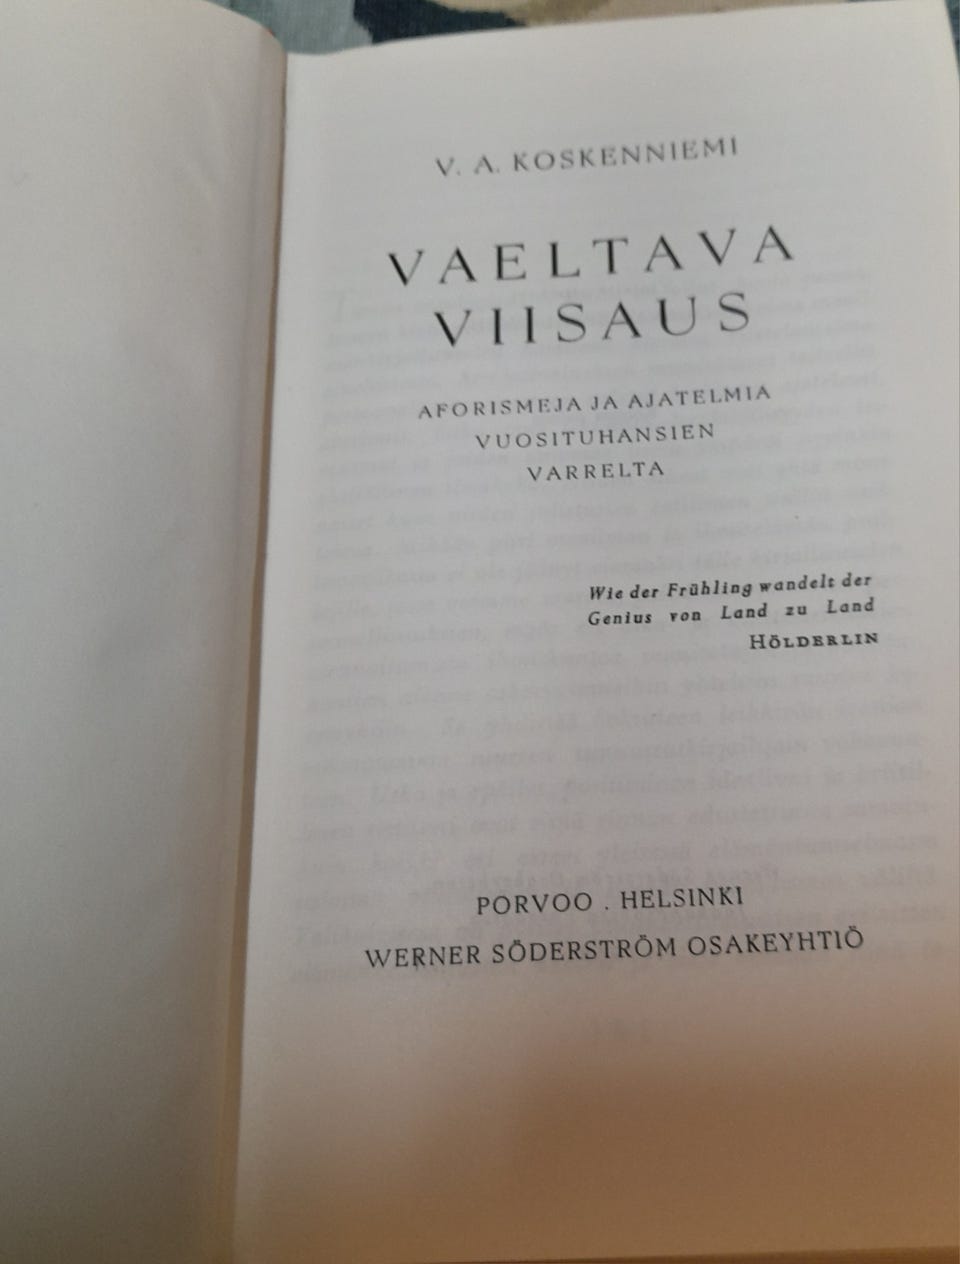 V. A. KOSKENNIEMI
VAELTAVA
VIISAUS
AFORISMEJA JA AJATELMIA
VUOSITUHANSIEN
VARRELTA
Wie der Frühling wandelt der
Genius von Land zu Land
HÖLDERLIN
PORVOO . HELSINKI
WERNER SÖDERSTRÖM OSAKEYHTIÖ